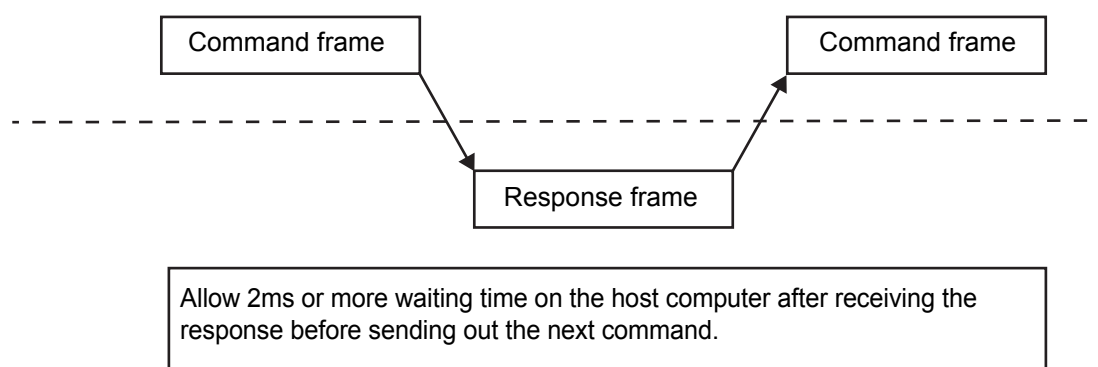 Command frame
Command frame
Response frame
Allow 2ms or more waiting time on the host computer after receiving the
response before sending out the next command.